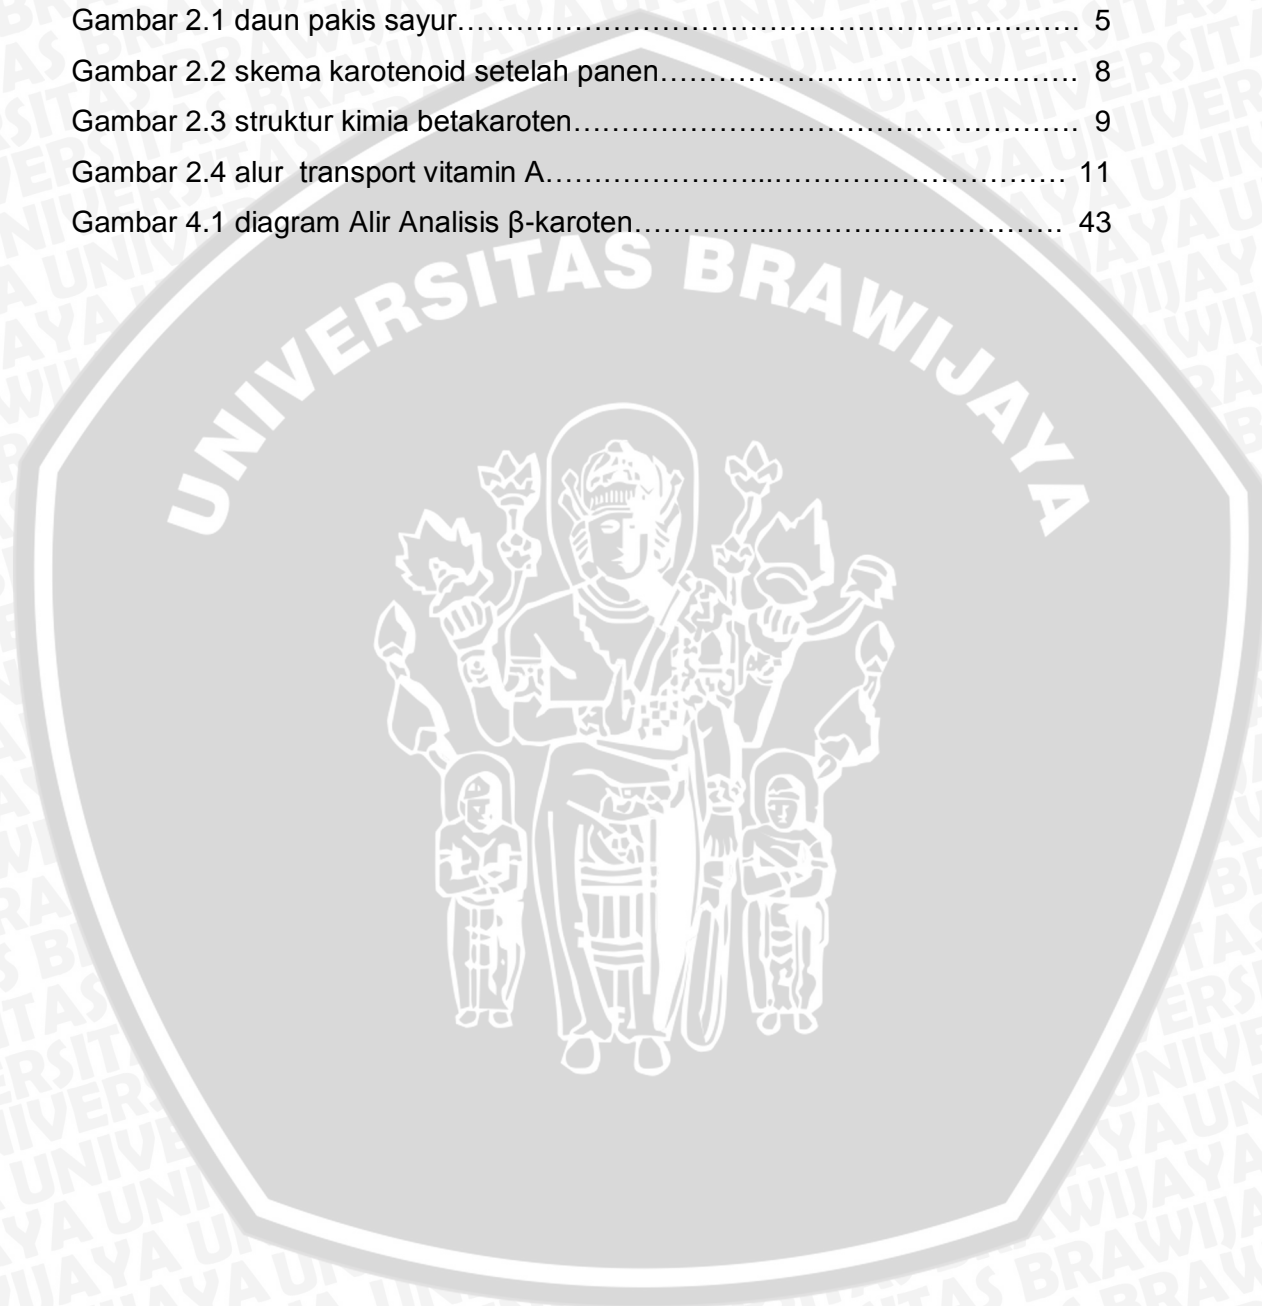 Gambar 2.1 daun pakis sayur……………………………………………………………. 5
Gambar 2.2 skema karotenoid setelah panen……………………………………… 8
Gambar 2.3 struktur kimia betakaroten………………………………………………. 9
Gambar 2.4 alur  transport vitamin A…………………...………………………… 11
Gambar 4.1 diagram Alir Analisis β-karoten…………...……………..…………. 43
UNIVERSITAS BRAWIJAYA